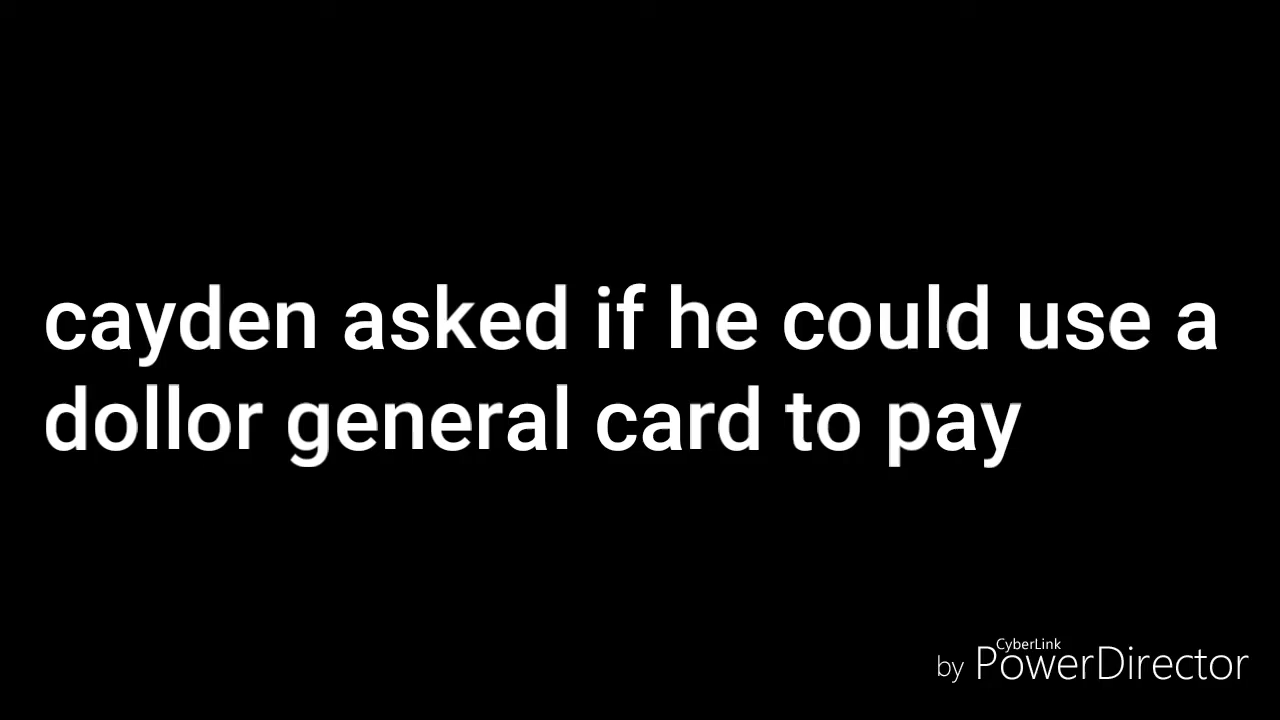 cayden asked if he could use a
dollor general card to pay
CyberLink
by PowerDirector